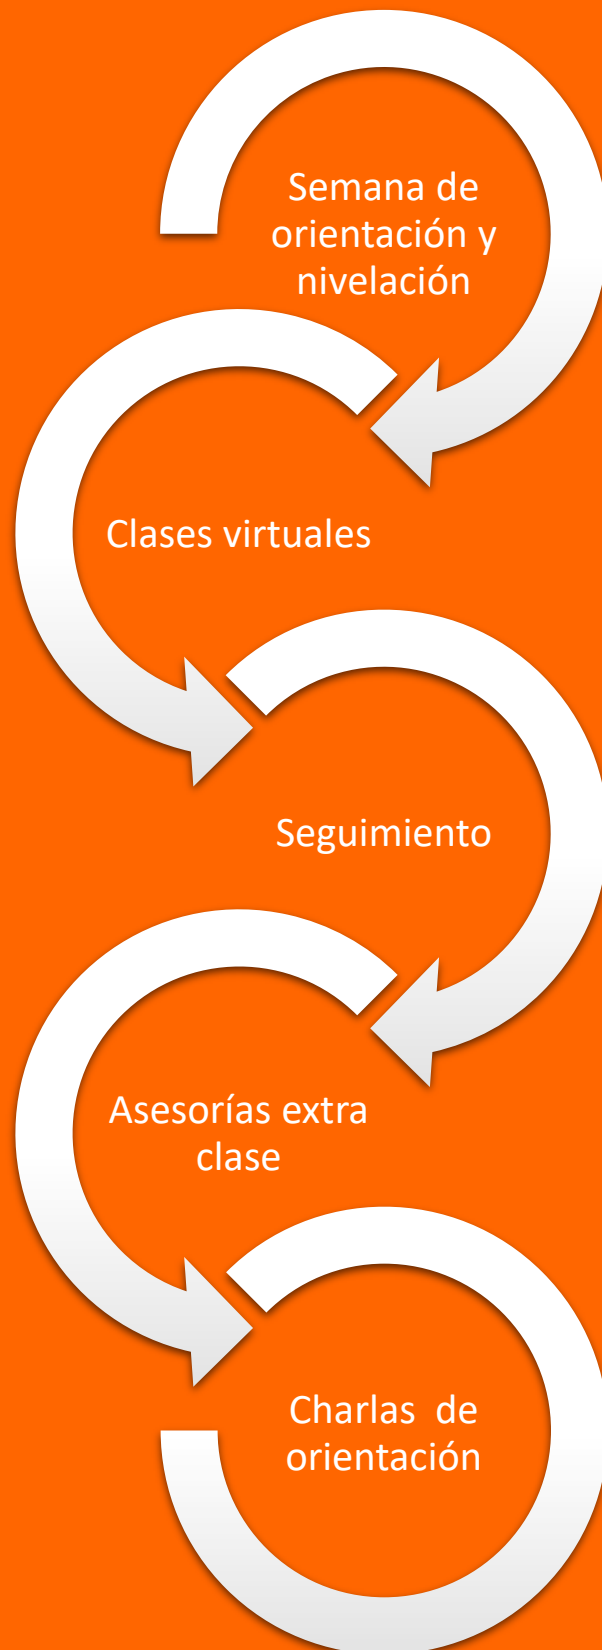 Semana de
orientación y
nivelación
Clases virtuales
Seguimiento
Asesorías extra
clase
Charlas  de
orientación